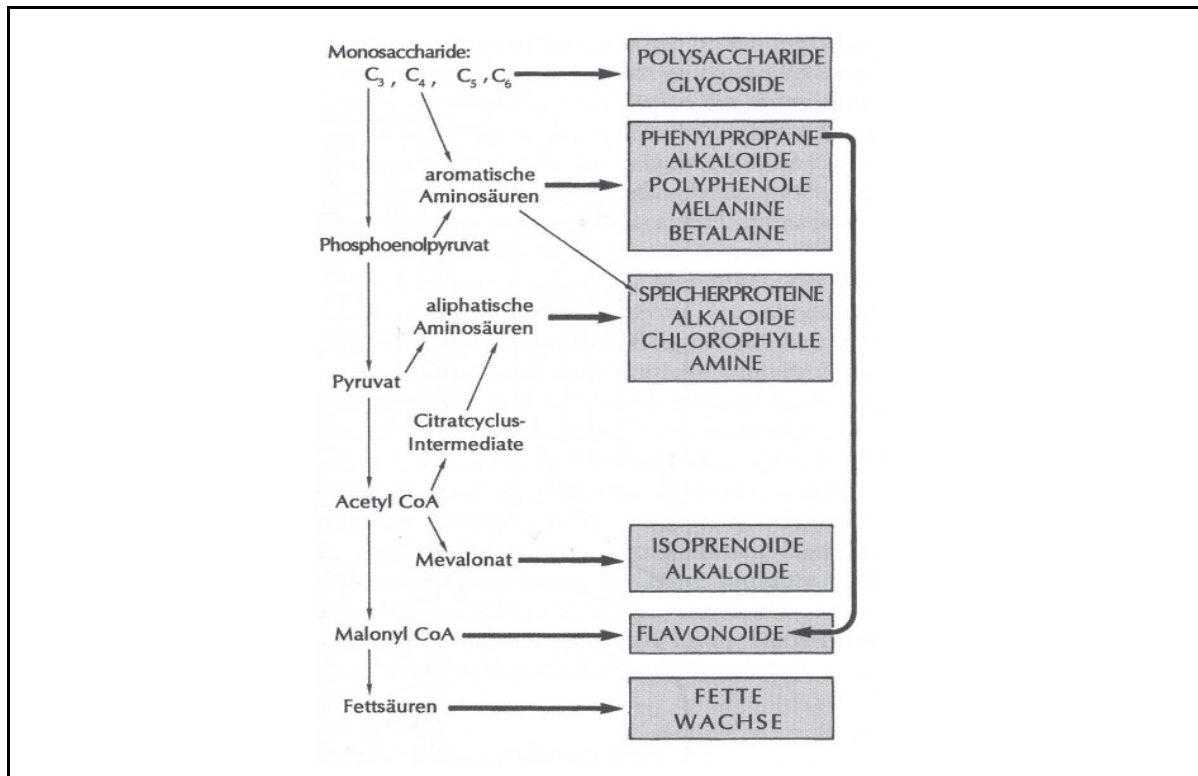 Monosaccharide:
C3 , C4 , C5 , C6
POLYSACCHARIDE
GLYCOSIDE
aromatische
Aminosäuren
PHENYLPROPANE
ALKALOIDE
POLYPHENOLE
MELANINE
BETALAINE
Phosphoenolpyruvat
aliphatische
Aminosäuren
SPEICHERPROTEINE
ALKALOIDE
CHLOROPHYLLE
AMINE
Pyruvat
Citratcyclus-
Intermediate
Acetyl CoA
Mevalonat
ISOPRENOIDE
ALKALOIDE
Malonyl CoA
FLAVONOIDE
Fettsäuren
FETTE
WACHSE